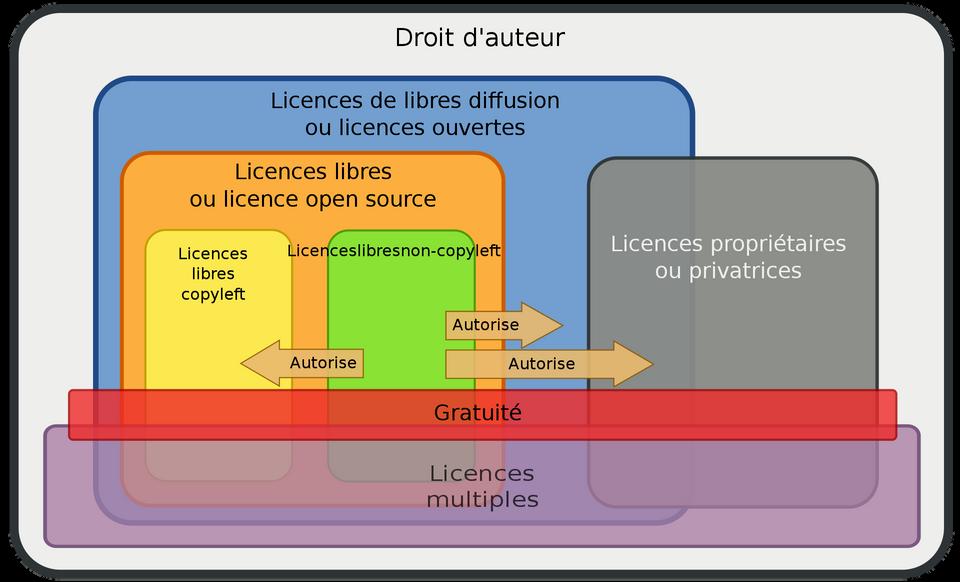 Droit d'auteur
Licences de libres diffusion
ou licences ouvertes
Licences libres
ou licence open source
Licences
libres
copyleft
Licenceslibresnon-copyleft
Licences propriétaires
ou privatrices
Autorise
Autorise
Autorise
Gratuité
Licences
multiples